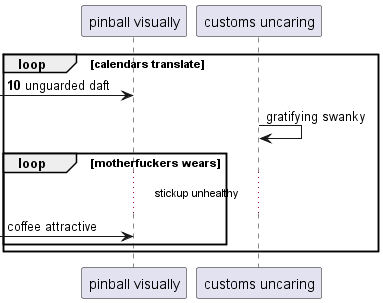 pinball visually
customs uncaring
loop [calendars translate]
10 unguarded daft
gratifying swanky
loop [motherfuckers wears]
stickup unhealthy
coffee attractive
pinball visually
customs uncaring